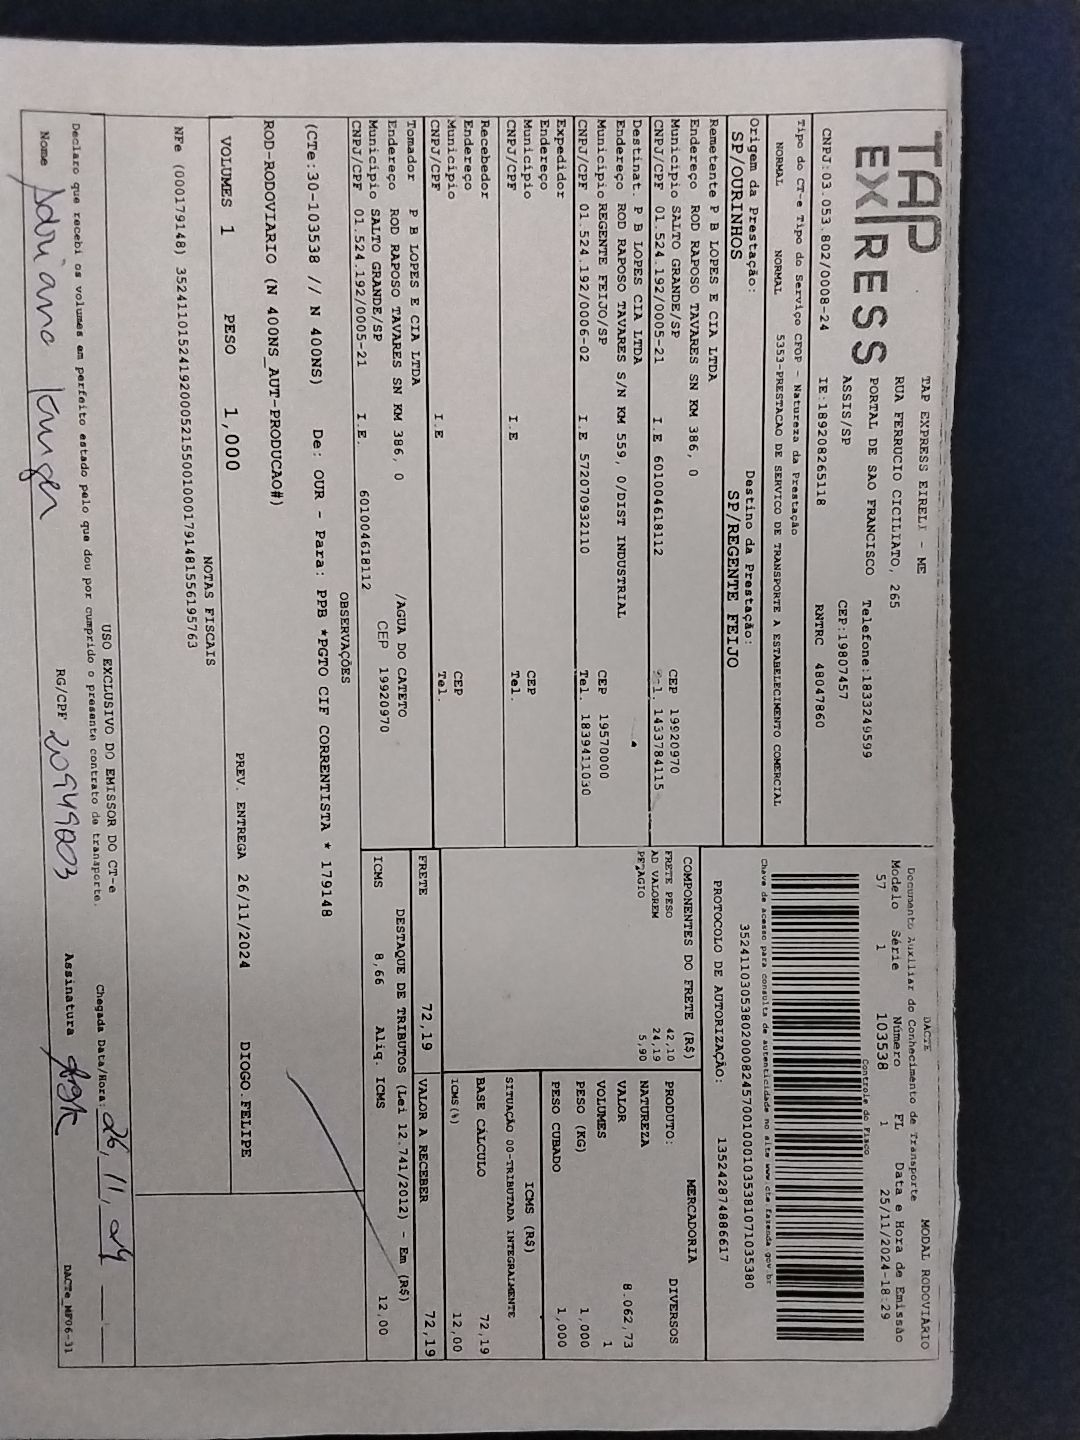 TAP
EXPRESS
TAP EXPRESS EIRELI - ME
RUA FERRUCIO CICILIATO, 265
PORTAL DE SAO FRANCISCO Telefone:1833249599
ASSIS/SP CEP:19807457
CNPJ:03.053.802/0008-24 IE:189208265118 RNTRC 48047860
DACTE MODAL RODOVIARIO
Documento Auxiliar do Conhecimento de Transporte
Modelo Série Número FL Data e Hora de Emissão
57 1 103538 1 25/11/2024-18:29
Controle do Fisco
Chave de acesso para consulta de autenticidade no site www.cte.fazenda.gov.br
PROTOCOLO DE AUTORIZAÇÃO: 135242874886617
Tipo do CT-e Tipo do Serviço CFOP - Natureza da Prestação
NORMAL NORMAL 5353-PRESTACAO DE SERVICO DE TRANSPORTE A ESTABELECIMENTO COMERCIAL
Origem da Prestação: Destino da Prestação:
SP/OURINHOS SP/REGENTE FEIJO
Remetente P B LOPES E CIA LTDA
Endereço ROD RAPOSO TAVARES SN KM 386, 0
Município SALTO GRANDE/SP CEP 19920970
CNPJ/CPF 01.524.192/0005-21 I.E 601004618112 1433784115
Destinat. P B LOPES CIA LTDA
Endereço ROD RAPOSO TAVARES S/N KM 559, 0/DIST INDUSTRIAL
Município REGENTE FEIJO/SP CEP 19570000
CNPJ/CPF 01.524.192/0006-02 I.E 572070932110 Tel. 1839411030
Expedidor
Endereço
Município CEP
CNPJ/CPF I.E Tel.
Recebedor
Endereço
Município CEP
CNPJ/CPF I.E Tel.
Tomador P B LOPES E CIA LTDA
Endereço ROD RAPOSO TAVARES SN KM 386, 0 /AGUA DO CATETO
Município SALTO GRANDE/SP CEP 19920970
CNPJ/CPF 01.524.192/0005-21 I.E. 601004618112
COMPONENTES DO FRETE (R$)
FRETE PESO 42,10
AD VALOREM 24,19
PEDAGIO 5,90
MERCADORIA
PRODUTO: DIVERSOS
NATUREZA
VALOR 8.062,73
VOLUMES 1
PESO (KG) 1,000
PESO CUBADO 1,000
ICMS (R$)
SITUAÇÃO 00-TRIBUTADA INTEGRALMENTE
BASE CÁLCULO 72,19
ICMS (%) 12,00
FRETE 72,19 VALOR A RECEBER 72,19
DESTAQUE DE TRIBUTOS (Lei 12.741/2012) - Em (R$)
ICMS 8,66 Aliq. ICMS 12,00
OBSERVAÇÕES
(CTe:30-103538 // N 400NS) De: OUR - Para: PPB *PGTO CIF CORRENTISTA * 179148
ROD-RODOVIARIO (N 400NS_AUT-PRODUCAO#)
VOLUMES 1 PESO 1,000 PREV. ENTREGA 26/11/2024 DIOGO.FELIPE
NOTAS FISCAIS
NFe (000179148) 35241101524192000521550010001791481556195763
USO EXCLUSIVO DO EMISSOR DO CT-e
Declaro que recebi os volumes em perfeito estado pelo que dou por cumprido o presente contrato de transporte. Chegada Data/Hora: 26, 11, 24
Nome Adriano RG/CPF Assinatura
DACTe_MF06-31